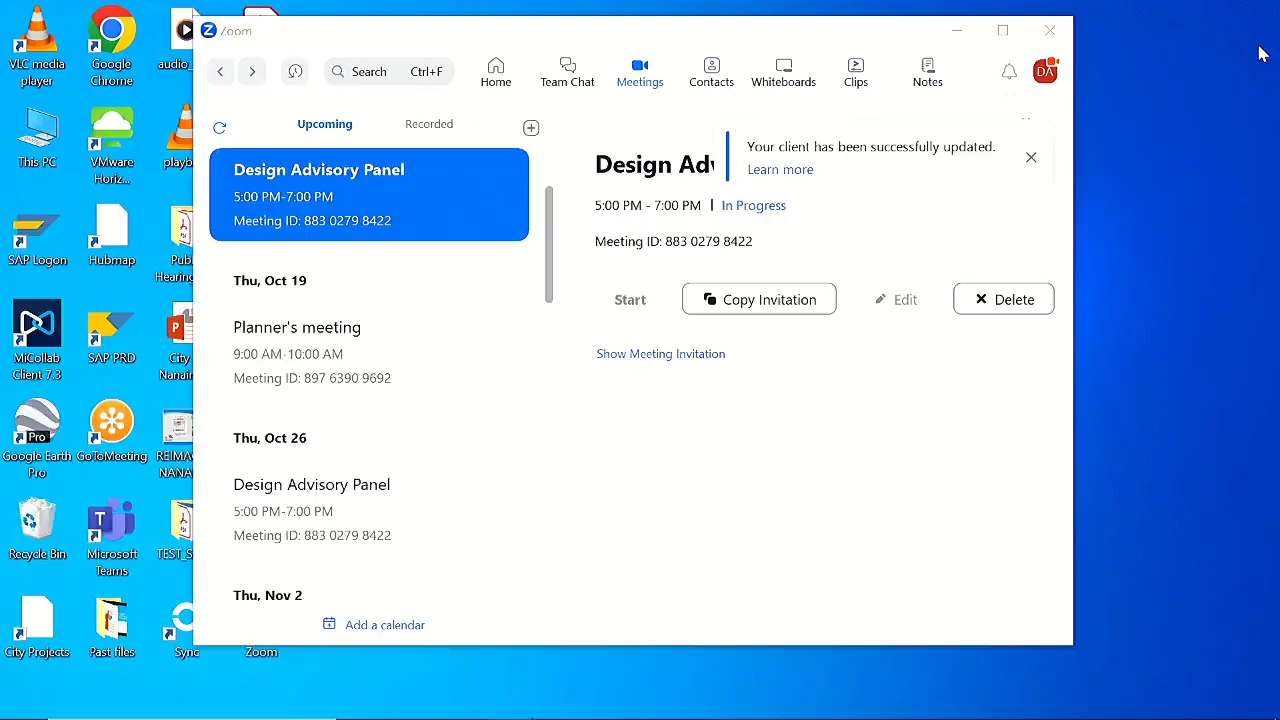 Zoom
Search Ctrl+F
Home
Team Chat
Meetings
Contacts
Whiteboards
Clips
Notes
DA
Upcoming
Recorded
Design Advisory Panel
5:00 PM-7:00 PM
Meeting ID: 883 0279 8422
Thu, Oct 19
Planner's meeting
9:00 AM-10:00 AM
Meeting ID: 897 6390 9692
Thu, Oct 26
Design Advisory Panel
5:00 PM-7:00 PM
Meeting ID: 883 0279 8422
Thu, Nov 2
Add a calendar
Design Adv
Your client has been successfully updated.
Learn more
5:00 PM - 7:00 PM | In Progress
Meeting ID: 883 0279 8422
Start
Copy Invitation
Edit
Delete
Show Meeting Invitation
VLC media
player
Google
Chrome
audio_
This PC
VMware
Horiz...
playb
SAP Logon
Hubmap
Publ
Hearing
MiCollab
Client 7.3
SAP PRD
City
Nanain
Pro
Google Earth
Pro
GoToMeeting
REIMA
NANA
Recycle Bin
Microsoft
Teams
TEST_S
City Projects
Past files
Sync
Zoom